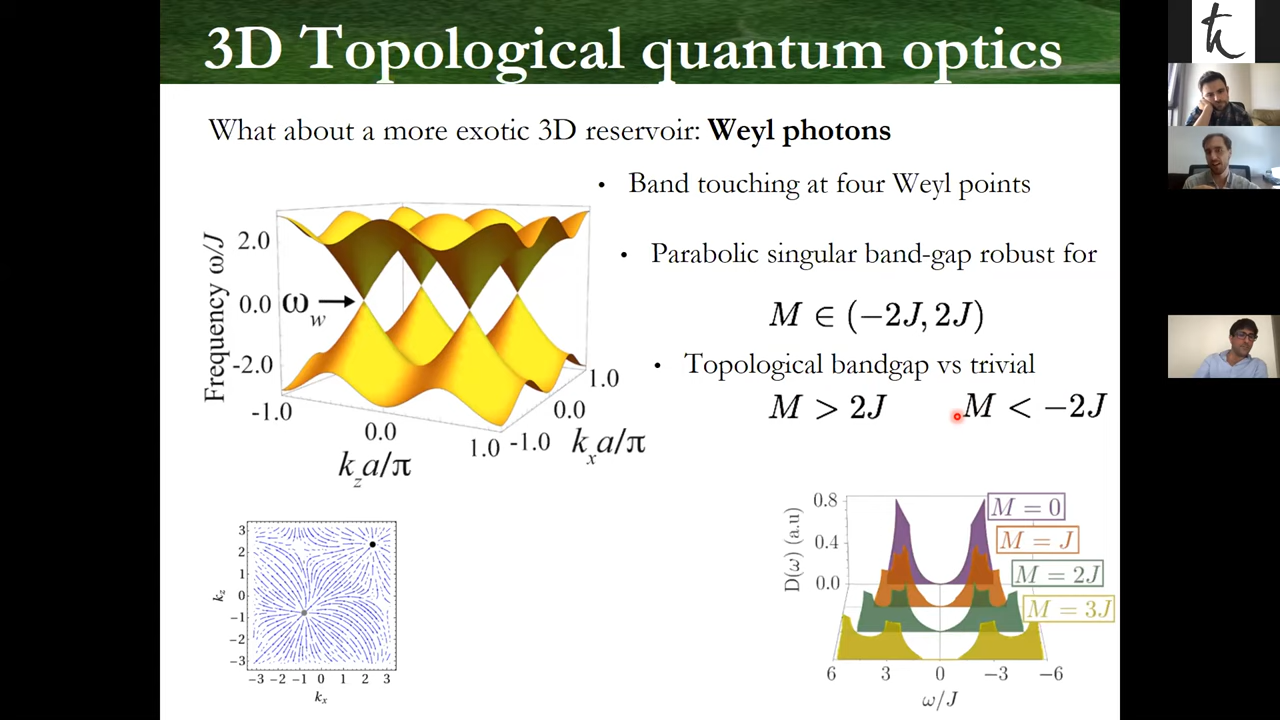 3D Topological quantum optics
What about a more exotic 3D reservoir: Weyl photons
• Band touching at four Weyl points
• Parabolic singular band-gap robust for
M ∈ (−2J, 2J)
• Topological bandgap vs trivial
M > 2J M < −2J
Frequency ω/J
2.0
0.0
-2.0
ω_w
-1.0
0.0
1.0
k_z a/π
-1.0
0.0
1.0
k_x a/π
3
2
1
0
−1
−2
−3
k_z
−3 −2 −1 0 1 2 3
k_x
D(ω) (a.u)
0.8
0.4
0.0
M = 0
M = J
M = 2J
M = 3J
6 3 0 −3 −6
ω/J